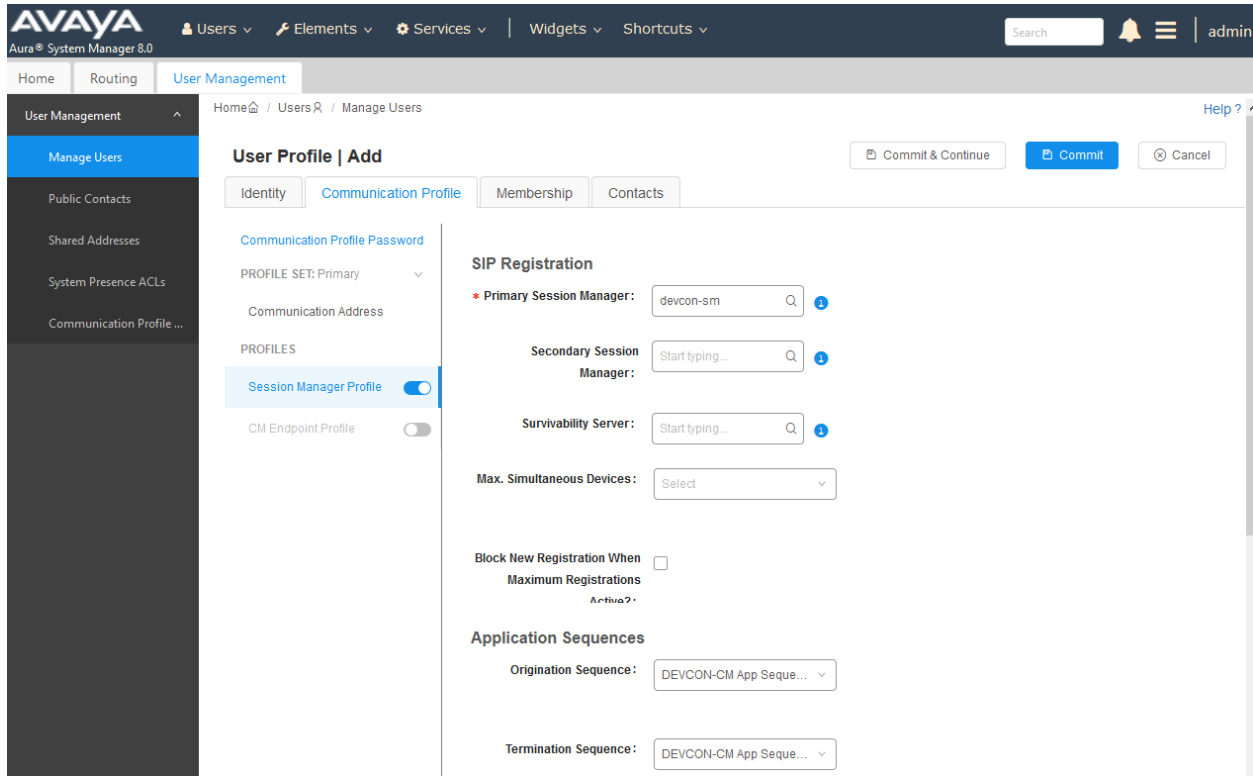 AVAYA
Aura® System Manager 8.0
Users
Elements
Services
Widgets
Shortcuts
Search
admin
Home
Routing
User Management
User Management
Manage Users
Public Contacts
Shared Addresses
System Presence ACLs
Communication Profile ...
Home / Users / Manage Users
Help ?
User Profile | Add
Commit & Continue
Commit
Cancel
Identity
Communication Profile
Membership
Contacts
Communication Profile Password
PROFILE SET: Primary
Communication Address
PROFILES
Session Manager Profile
CM Endpoint Profile
SIP Registration
* Primary Session Manager: devcon-sm
Secondary Session
Manager:
Start typing...
Survivability Server: Start typing...
Max. Simultaneous Devices: Select
Block New Registration When
Maximum Registrations
Active?:
Application Sequences
Origination Sequence: DEVCON-CM App Seque...
Termination Sequence: DEVCON-CM App Seque...